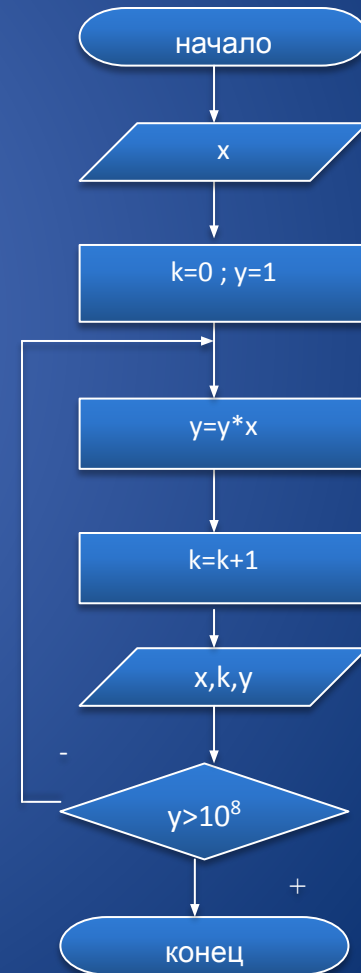 начало
x
k=0 ; y=1
y=y*x
k=k+1
x,k,y
-
y>10⁸
+
конец